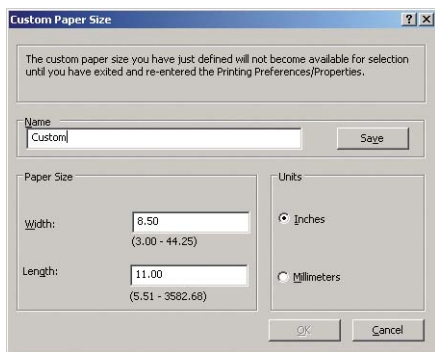 Custom Paper Size
The custom paper size you have just defined will not become available for selection
until you have exited and re-entered the Printing Preferences/Properties.
Name
Custom
Save
Paper Size
Width:
8.50
(3.00 - 44.25)
Length:
11.00
(5.51 - 3582.68)
Units
Inches
Millimeters
OK
Cancel